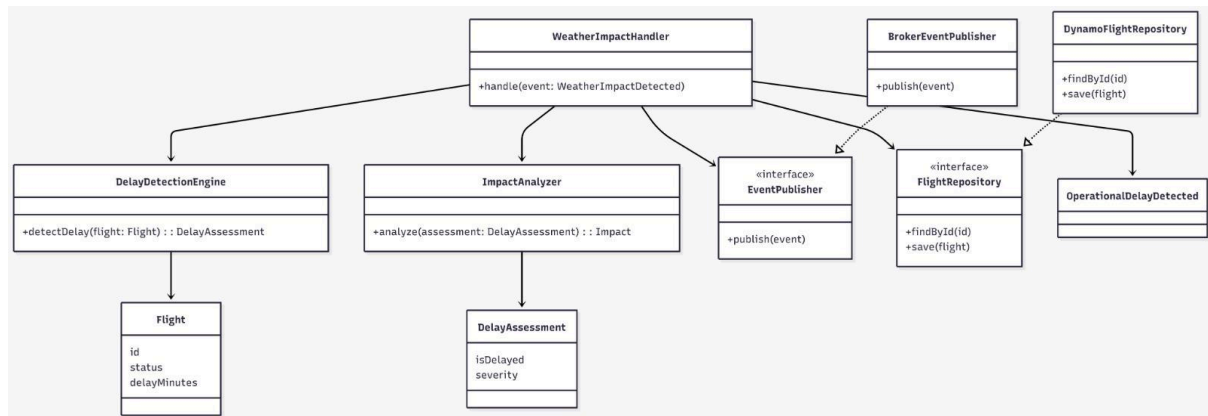 WeatherImpactHandler
+handle(event: WeatherImpactDetected)
BrokerEventPublisher
+publish(event)
DynamoFlightRepository
+findById(id)
+save(flight)
DelayDetectionEngine
+detectDelay(flight: Flight) : : DelayAssessment
ImpactAnalyzer
+analyze(assessment: DelayAssessment) : : Impact
«interface»
EventPublisher
+publish(event)
«interface»
FlightRepository
+findById(id)
+save(flight)
OperationalDelayDetected
Flight
id
status
delayMinutes
DelayAssessment
isDelayed
severity